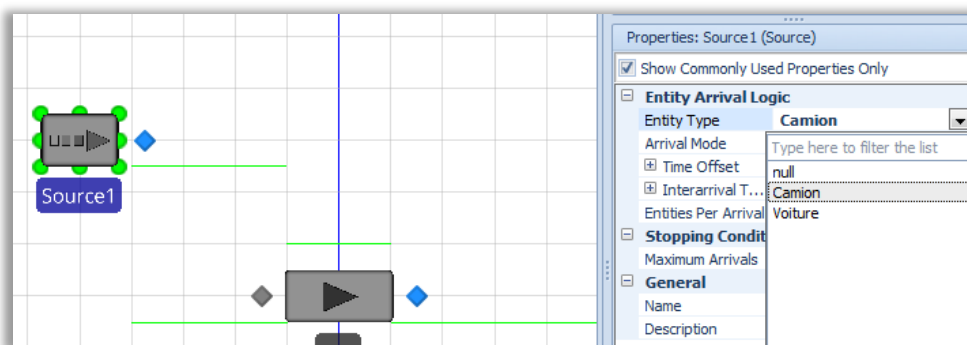 Source1
Properties: Source1 (Source)
Show Commonly Used Properties Only
Entity Arrival Logic
Entity Type Camion
Arrival Mode
Type here to filter the list
Time Offset
null
Interarrival T...
Camion
Entities Per Arrival
Voiture
Stopping Condit
Maximum Arrivals
General
Name
Description